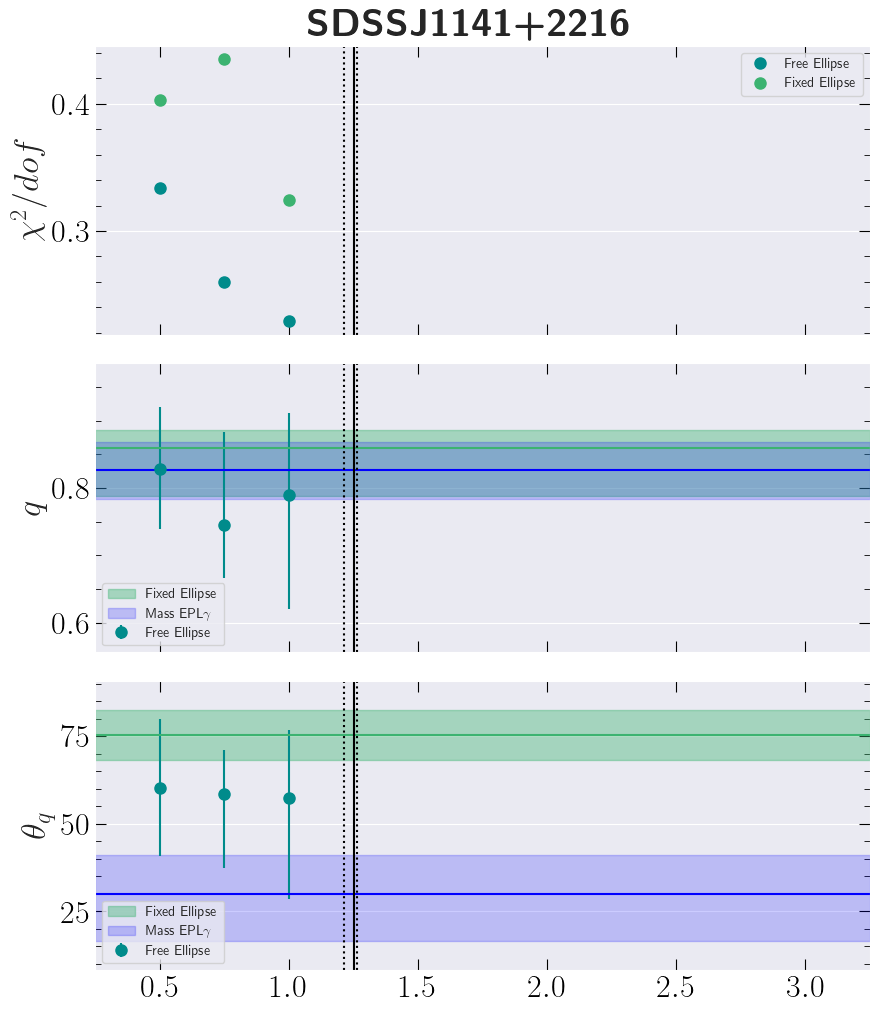 SDSSJ1141+2216
Free Ellipse
Fixed Ellipse
χ²/dof
0.4
0.3
q
0.8
0.6
Fixed Ellipse
Mass EPLγ
Free Ellipse
θ_q
75
50
25
Fixed Ellipse
Mass EPLγ
Free Ellipse
0.5 1.0 1.5 2.0 2.5 3.0